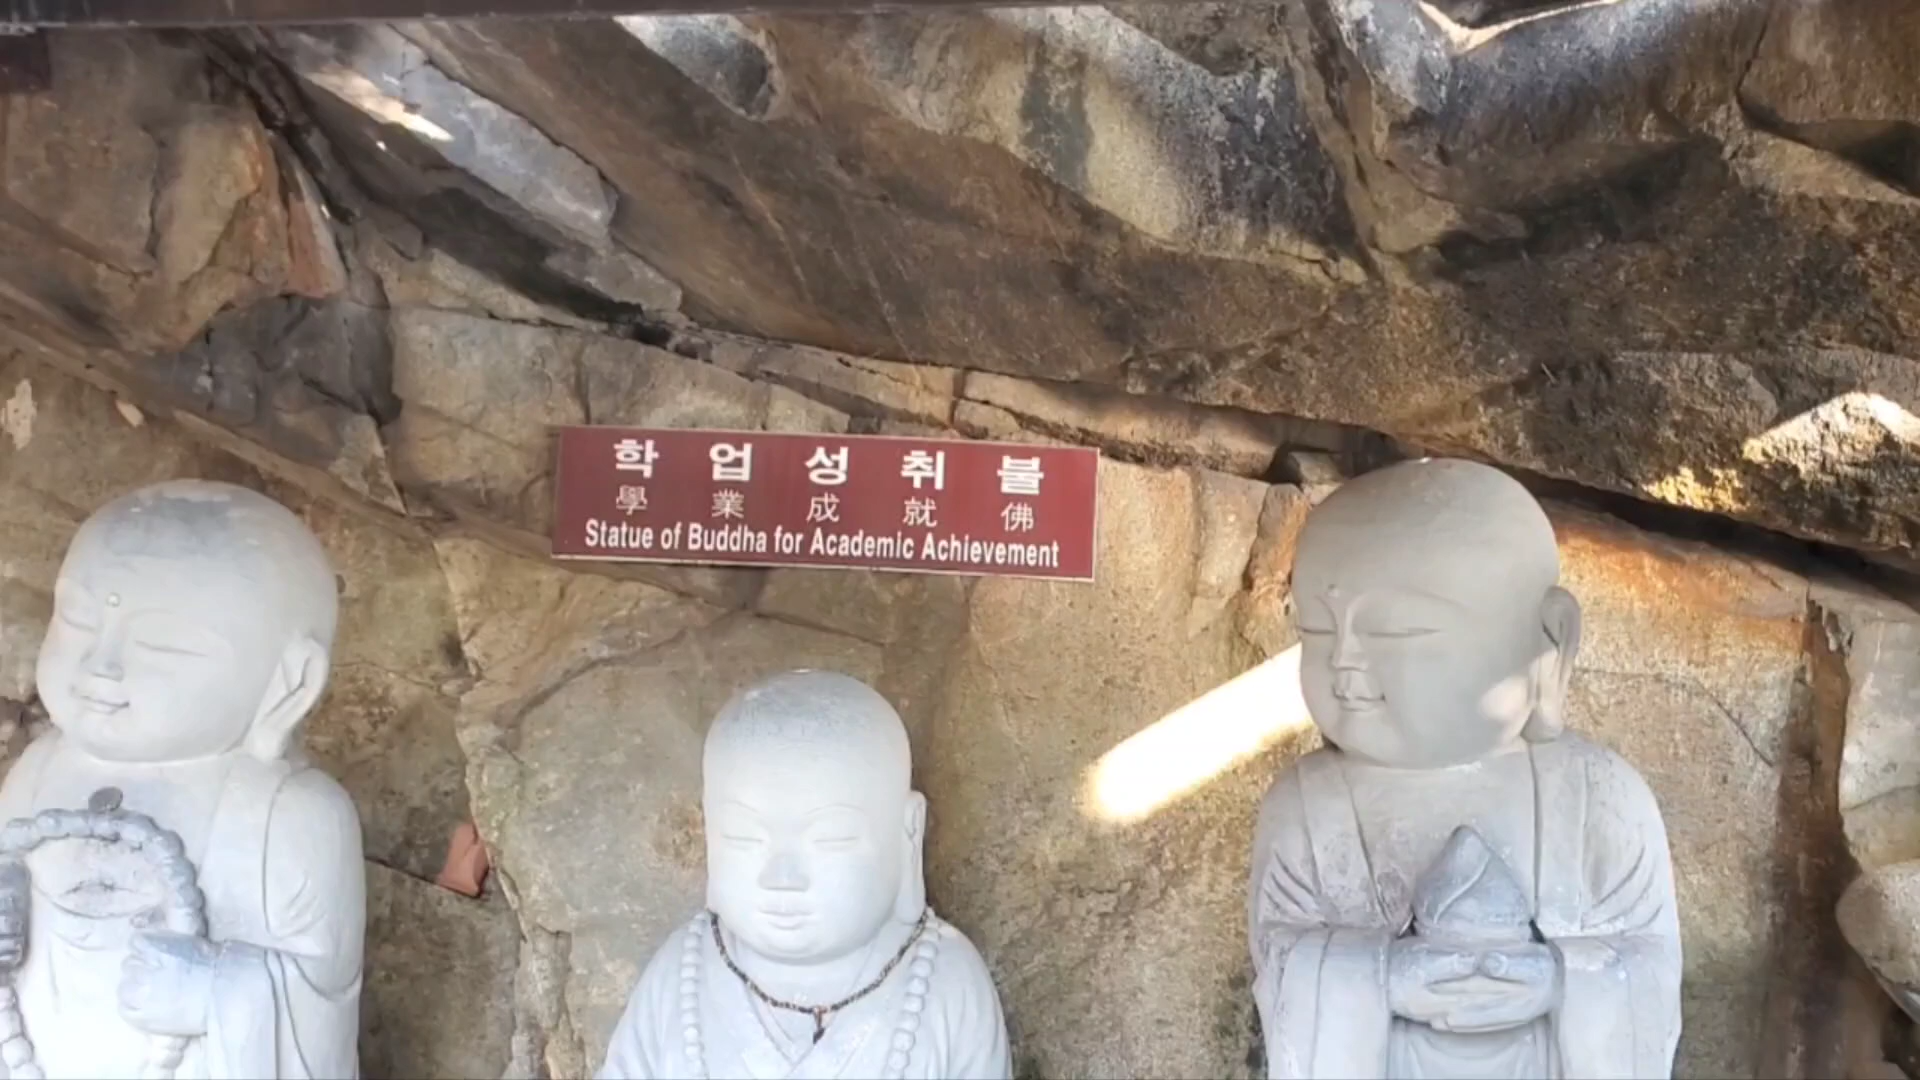 학 업 성 취 불
學 業 成 就 佛
Statue of Buddha for Academic Achievement